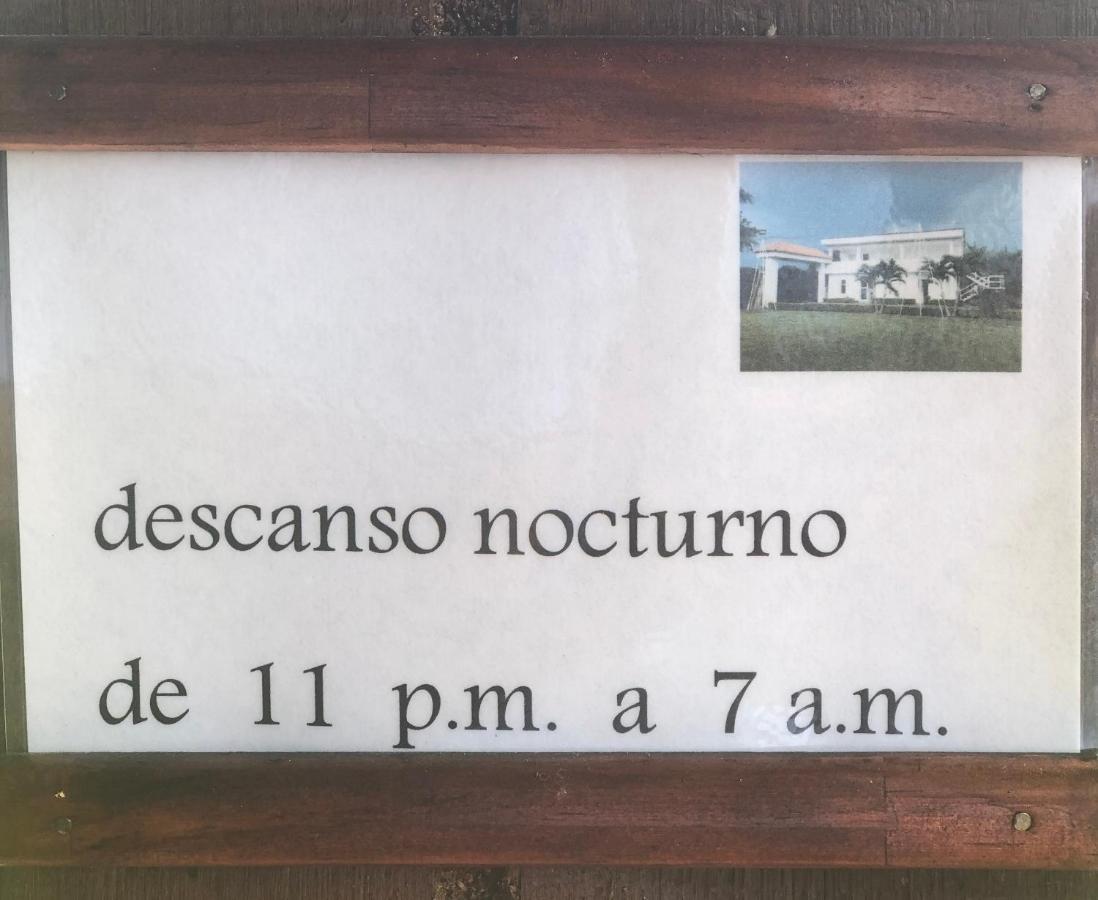 descanso nocturno
de 11 p.m. a 7 a.m.